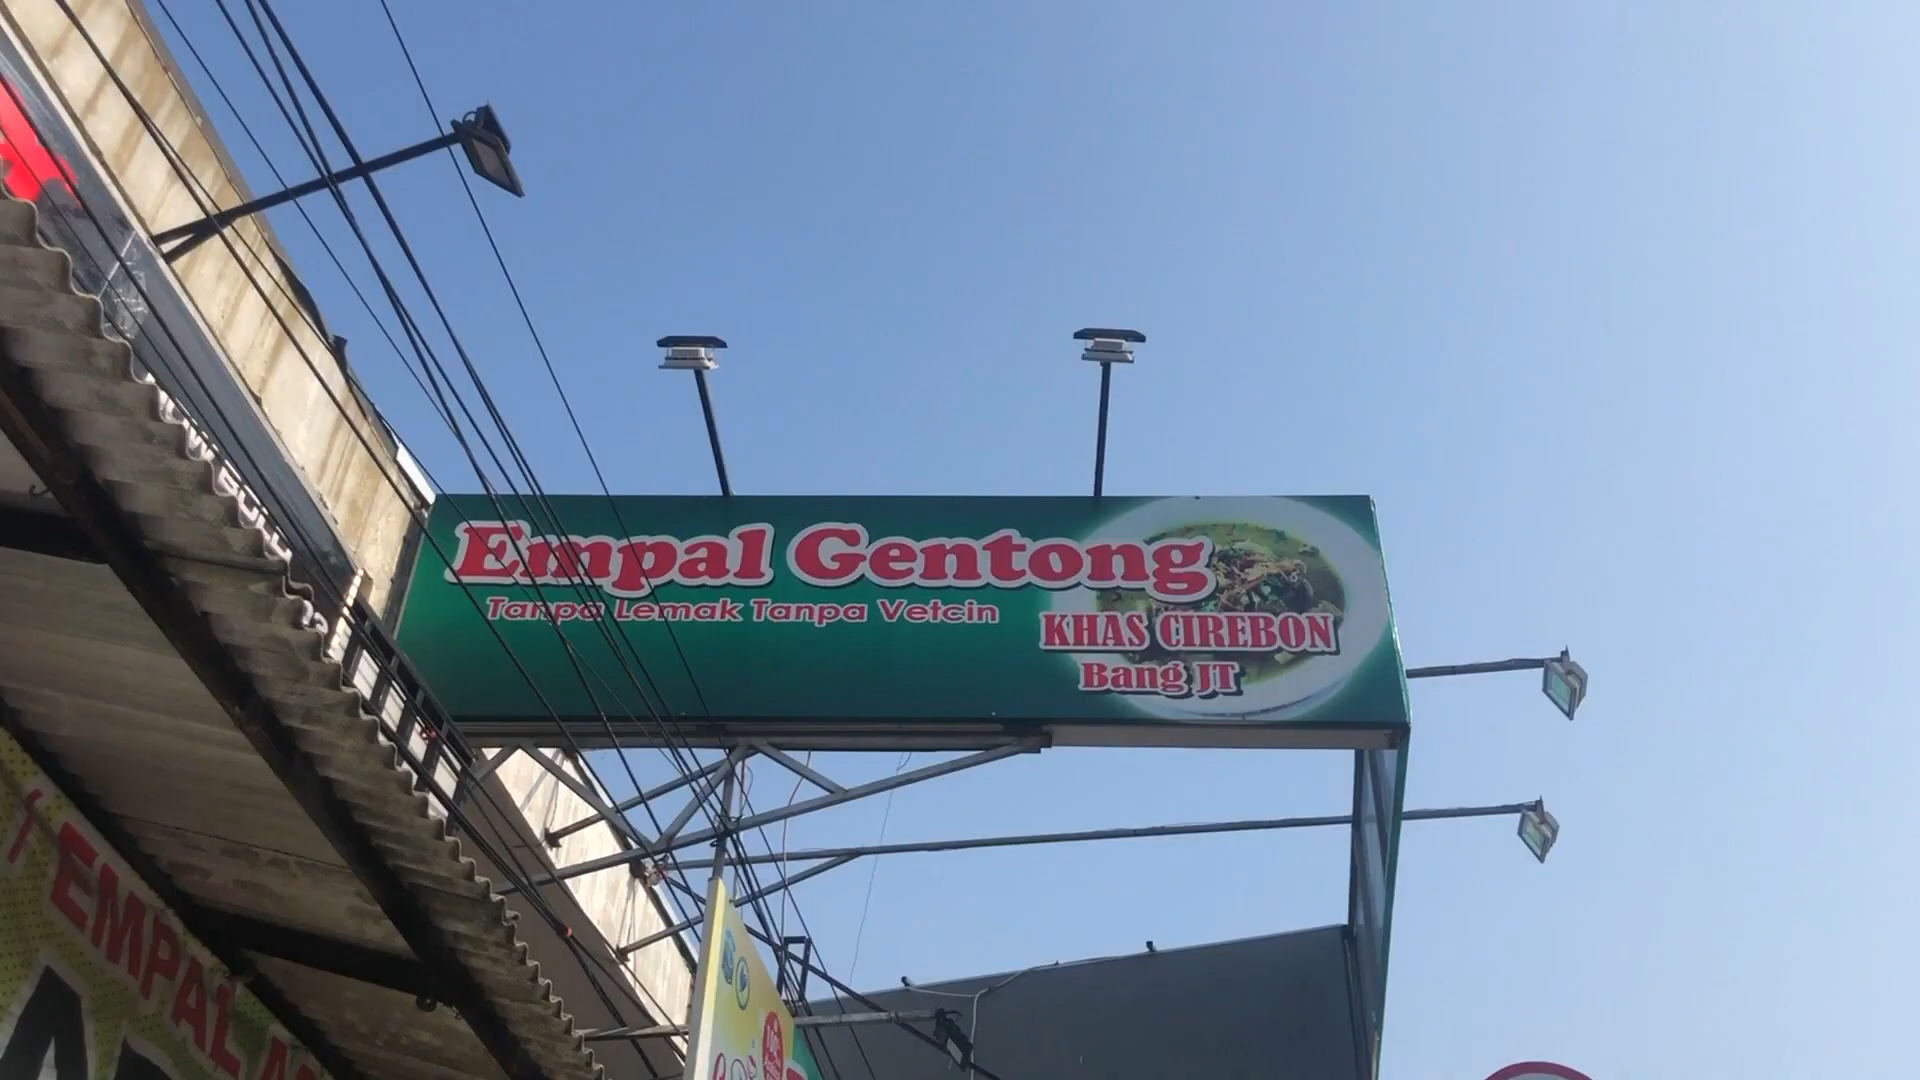 Empal Gentong
Tanpa Lemak Tanpa Vetcin
KHAS CIREBON
Bang JT
EMPAL